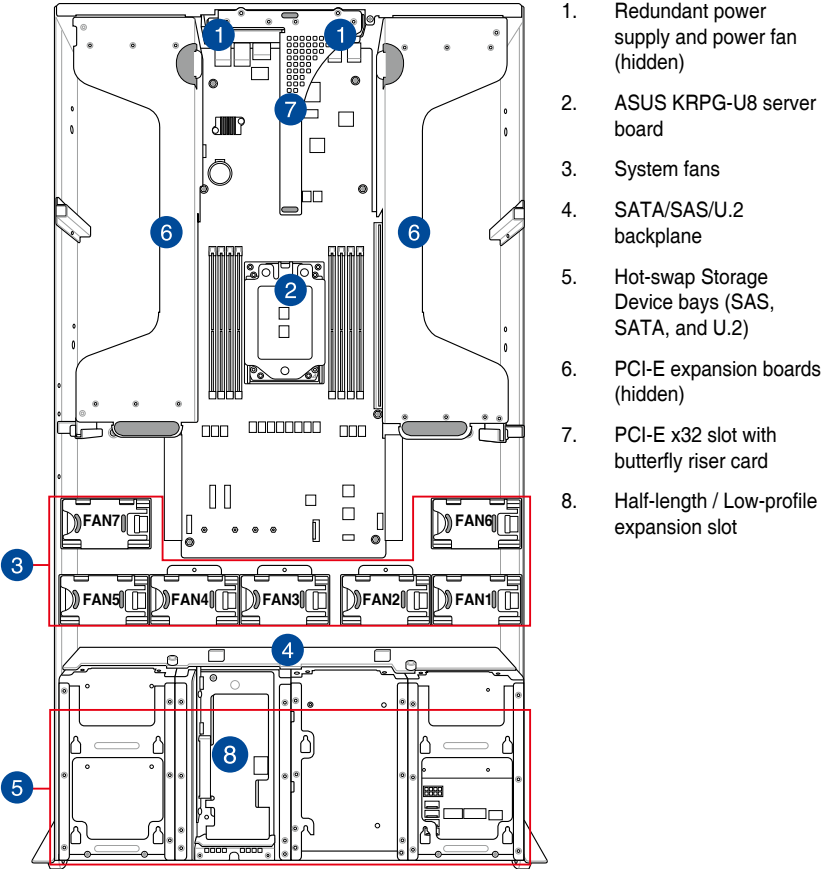 1
1
7
6
6
2
FAN7
FAN6
3
FAN5
FAN4
FAN3
FAN2
FAN1
4
8
5
1. Redundant power
supply and power fan
(hidden)
2. ASUS KRPG-U8 server
board
3. System fans
4. SATA/SAS/U.2
backplane
5. Hot-swap Storage
Device bays (SAS,
SATA, and U.2)
6. PCI-E expansion boards
(hidden)
7. PCI-E x32 slot with
butterfly riser card
8. Half-length / Low-profile
expansion slot